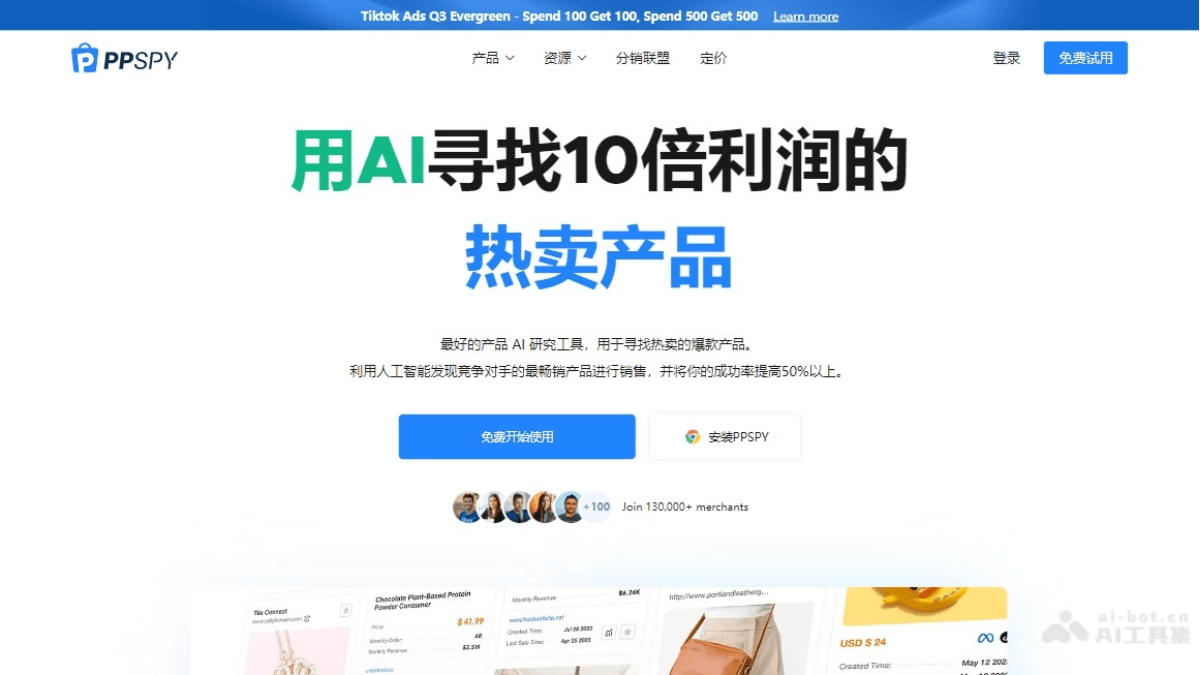 Tiktok Ads Q3 Evergreen - Spend 100 Get 100, Spend 500 Get 500 Learn more
PPSPY 产品 资源 分销联盟 定价 登录 免费试用
用AI寻找10倍利润的
热卖产品
最好的产品 AI 研究工具，用于寻找热卖的爆款产品。
利用人工智能发现竞争对手的最畅销产品进行销售，并将你的成功率提高50%以上。
免费开始使用 安装PPSPY
+100 Join 130,000+ merchants
Chocolate Plant-Based Protein
Powder Consumer
Price: $41.99
Monthly Order: 60
Monthly Revenue:
Monthly Revenue: $6.26K
Created Time: Jul 28 2022
Last Sale Time: Apr 25 2023
http://www.portlandleatherg...
USD $ 24
Created Time: May 12
ai-bot.cn
AI工具集